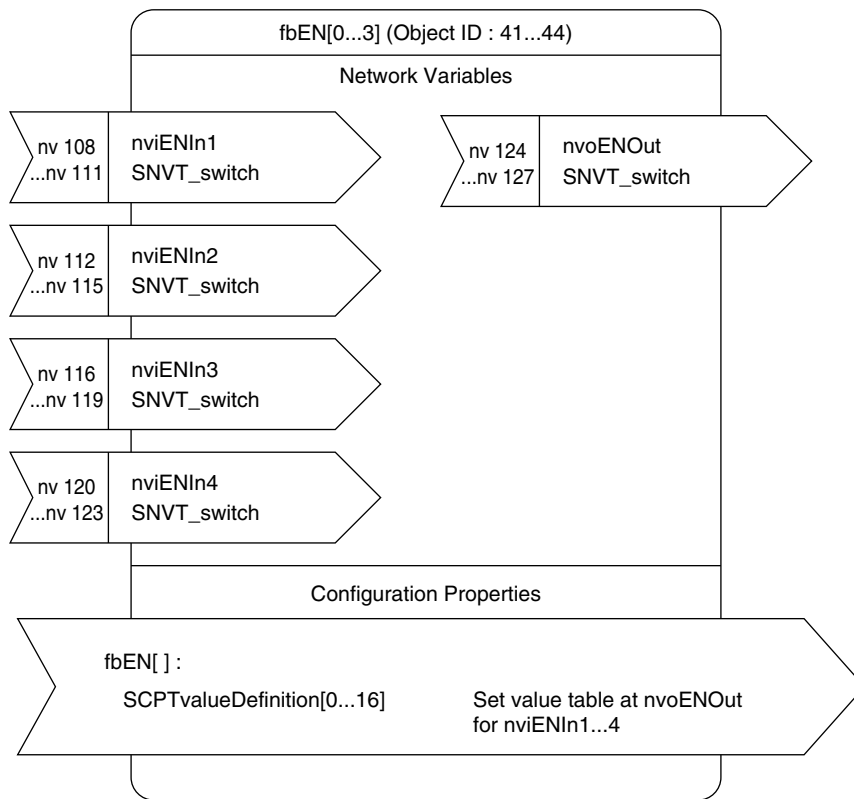 fbEN[0...3] (Object ID : 41...44)
Network Variables
nv 108
...nv 111
nviENIn1
SNVT_switch
nv 124
...nv 127
nvoENOut
SNVT_switch
nv 112
...nv 115
nviENIn2
SNVT_switch
nv 116
...nv 119
nviENIn3
SNVT_switch
nv 120
...nv 123
nviENIn4
SNVT_switch
Configuration Properties
fbEN[ ] :
SCPTvalueDefinition[0...16]
Set value table at nvoENOut
for nviENIn1...4